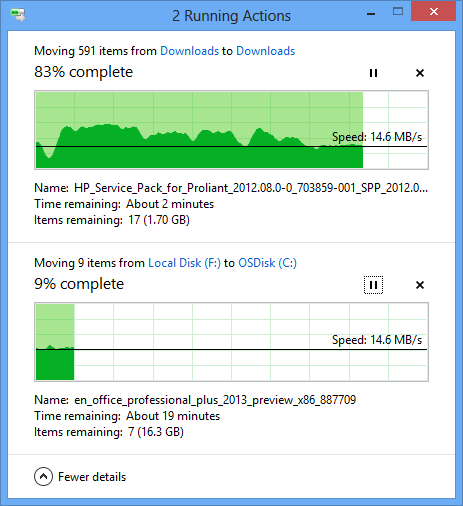 2 Running Actions
Moving 591 items from Downloads to Downloads
83% complete
Speed: 14.6 MB/s
Name: HP_Service_Pack_for_Proliant_2012.08.0-0_703859-001_SPP_2012.0...
Time remaining: About 2 minutes
Items remaining: 17 (1.70 GB)
Moving 9 items from Local Disk (F:) to OSDisk (C:)
9% complete
Speed: 14.6 MB/s
Name: en_office_professional_plus_2013_preview_x86_887709
Time remaining: About 19 minutes
Items remaining: 7 (16.3 GB)
Fewer details